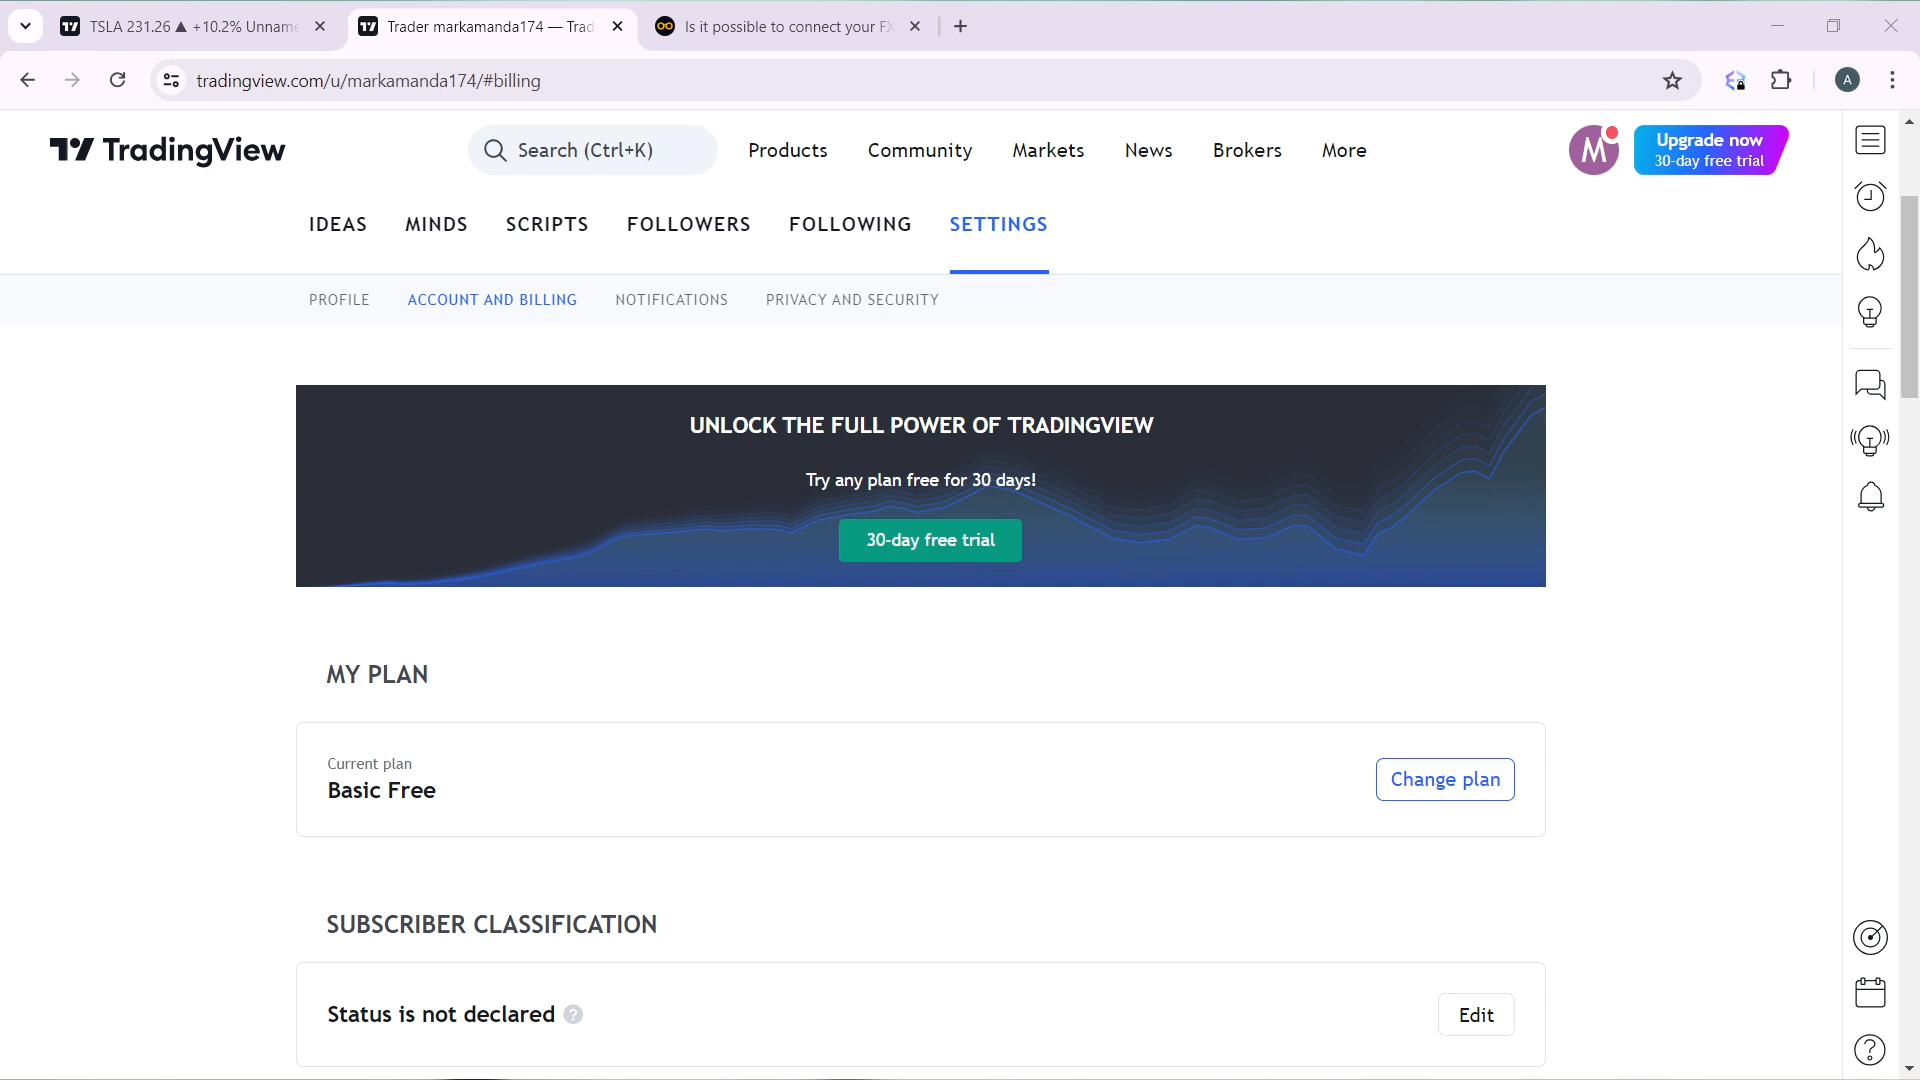 TSLA 231.26 ▲ +10.2% Unname
Trader markamanda174 — Trad
Is it possible to connect your FX
tradingview.com/u/markamanda174/#billing
A
TradingView
Search (Ctrl+K)
Products
Community
Markets
News
Brokers
More
M
Upgrade now
30-day free trial
IDEAS
MINDS
SCRIPTS
FOLLOWERS
FOLLOWING
SETTINGS
PROFILE
ACCOUNT AND BILLING
NOTIFICATIONS
PRIVACY AND SECURITY
UNLOCK THE FULL POWER OF TRADINGVIEW
Try any plan free for 30 days!
30-day free trial
MY PLAN
Current plan
Basic Free
Change plan
SUBSCRIBER CLASSIFICATION
Status is not declared ?
Edit